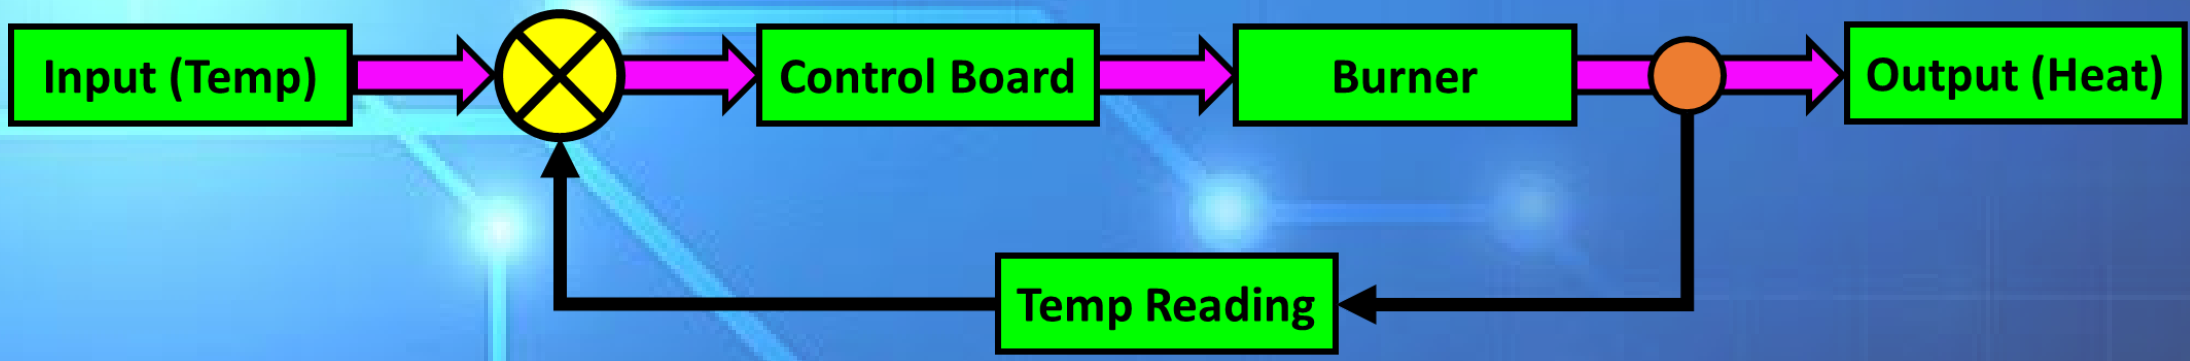 Input (Temp)
Control Board
Burner
Output (Heat)
Temp Reading